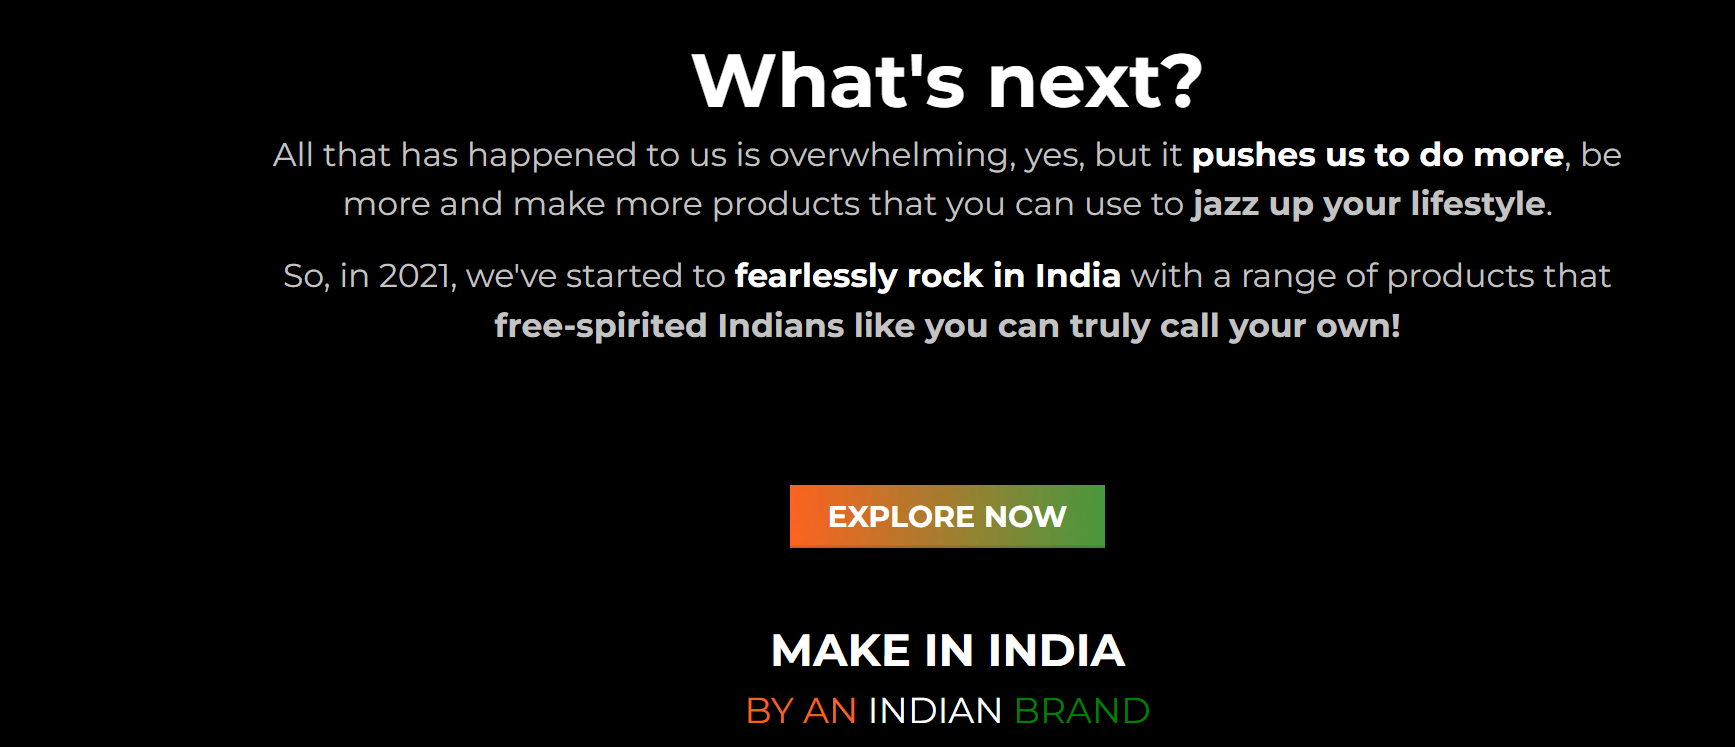 What's next?
All that has happened to us is overwhelming, yes, but it pushes us to do more, be
more and make more products that you can use to jazz up your lifestyle.
So, in 2021, we've started to fearlessly rock in India with a range of products that
free-spirited Indians like you can truly call your own!
EXPLORE NOW
MAKE IN INDIA
BY AN INDIAN BRAND